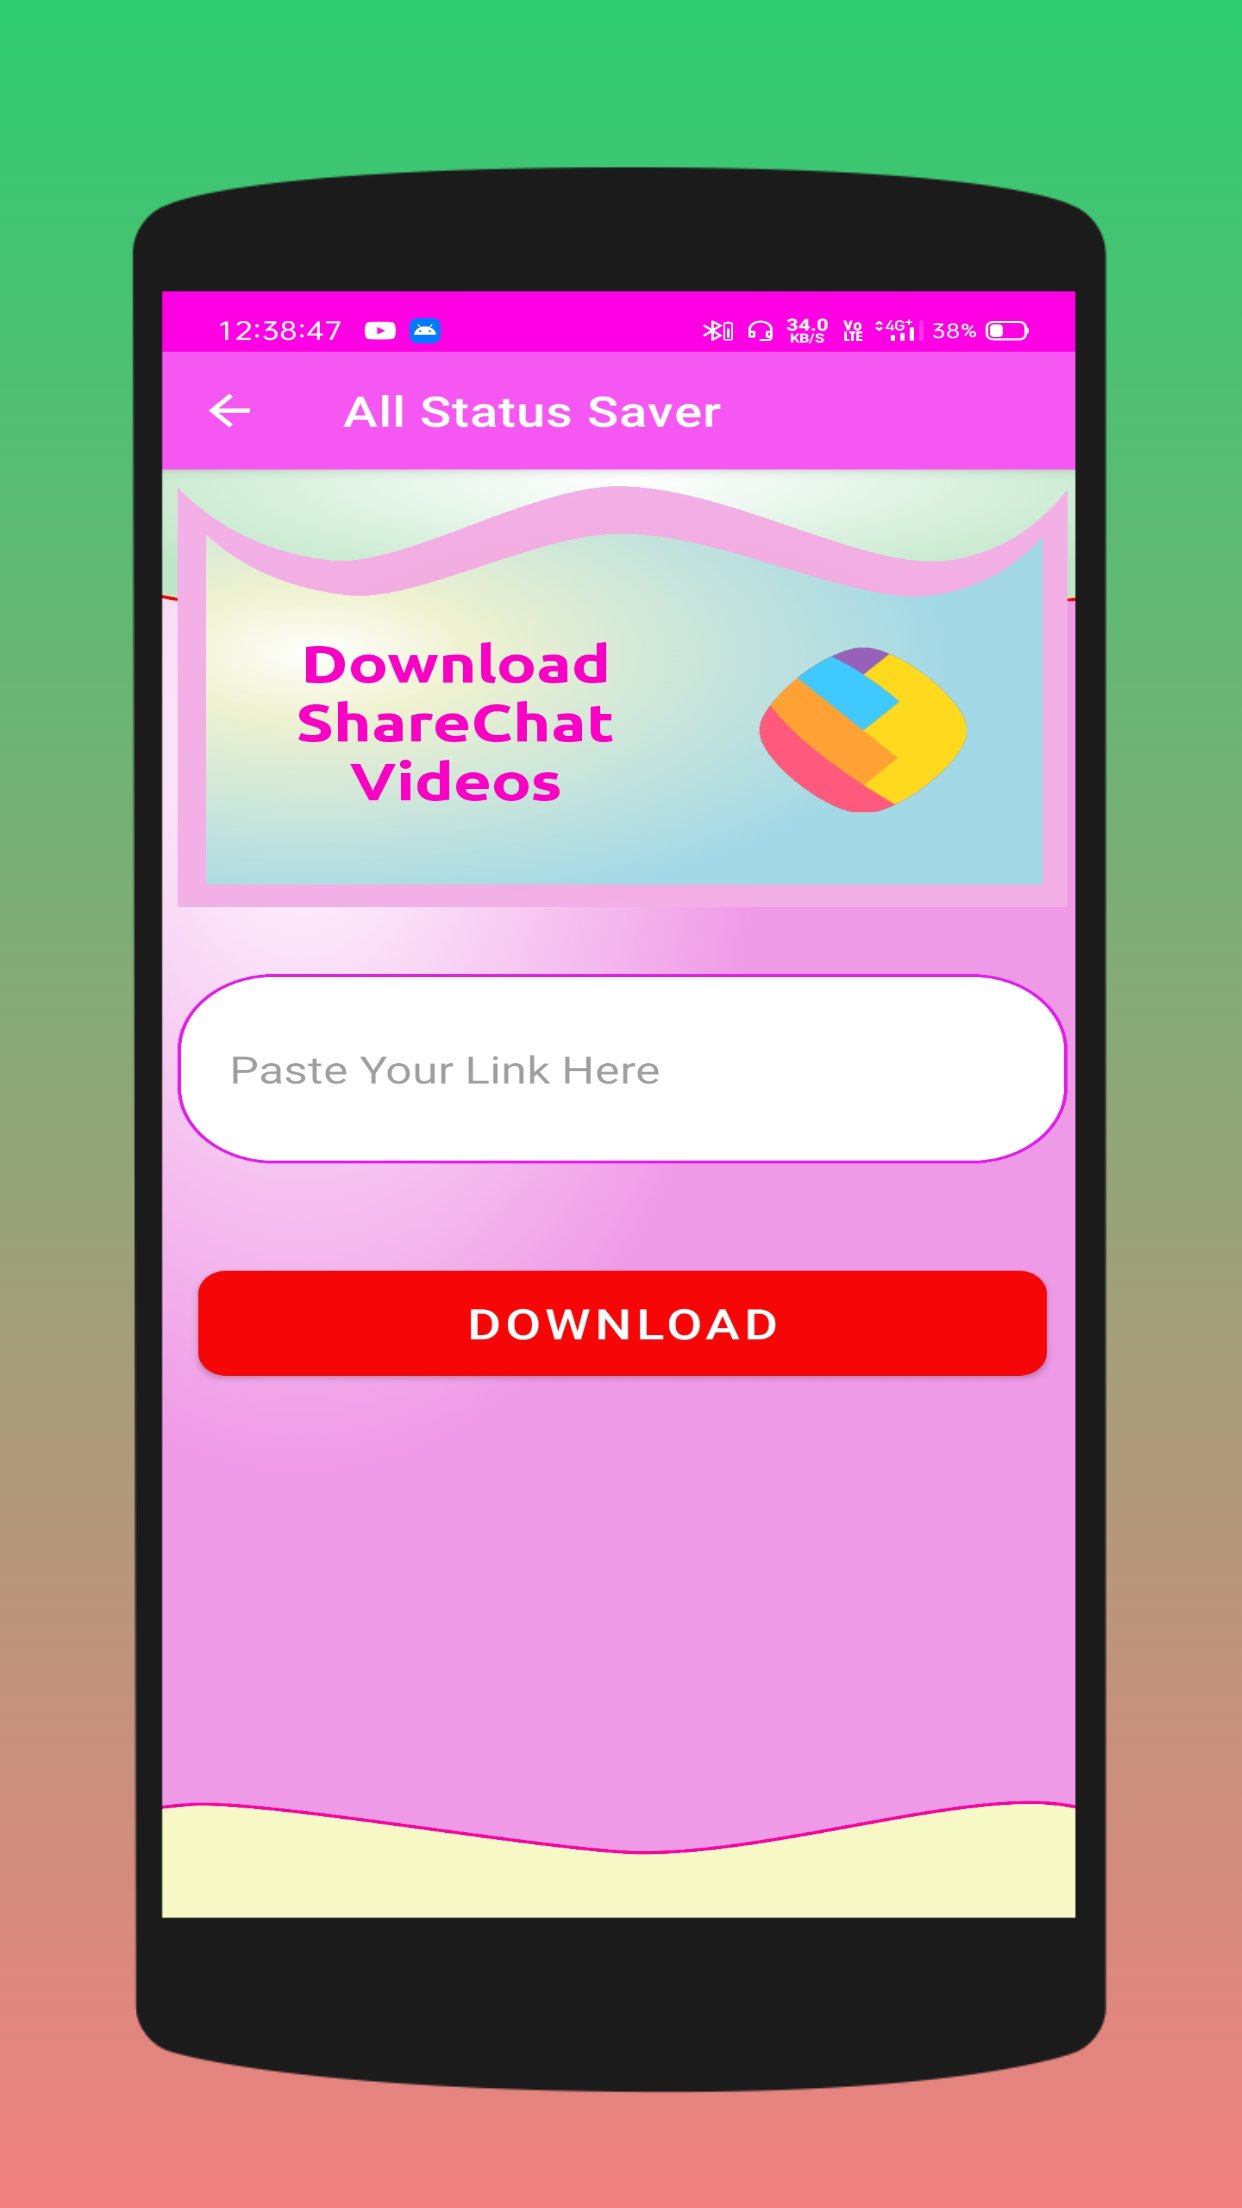 12:38:47 34.0 KB/S Vo LTE 4G+ 38%
All Status Saver
Download
ShareChat
Videos
Paste Your Link Here
DOWNLOAD